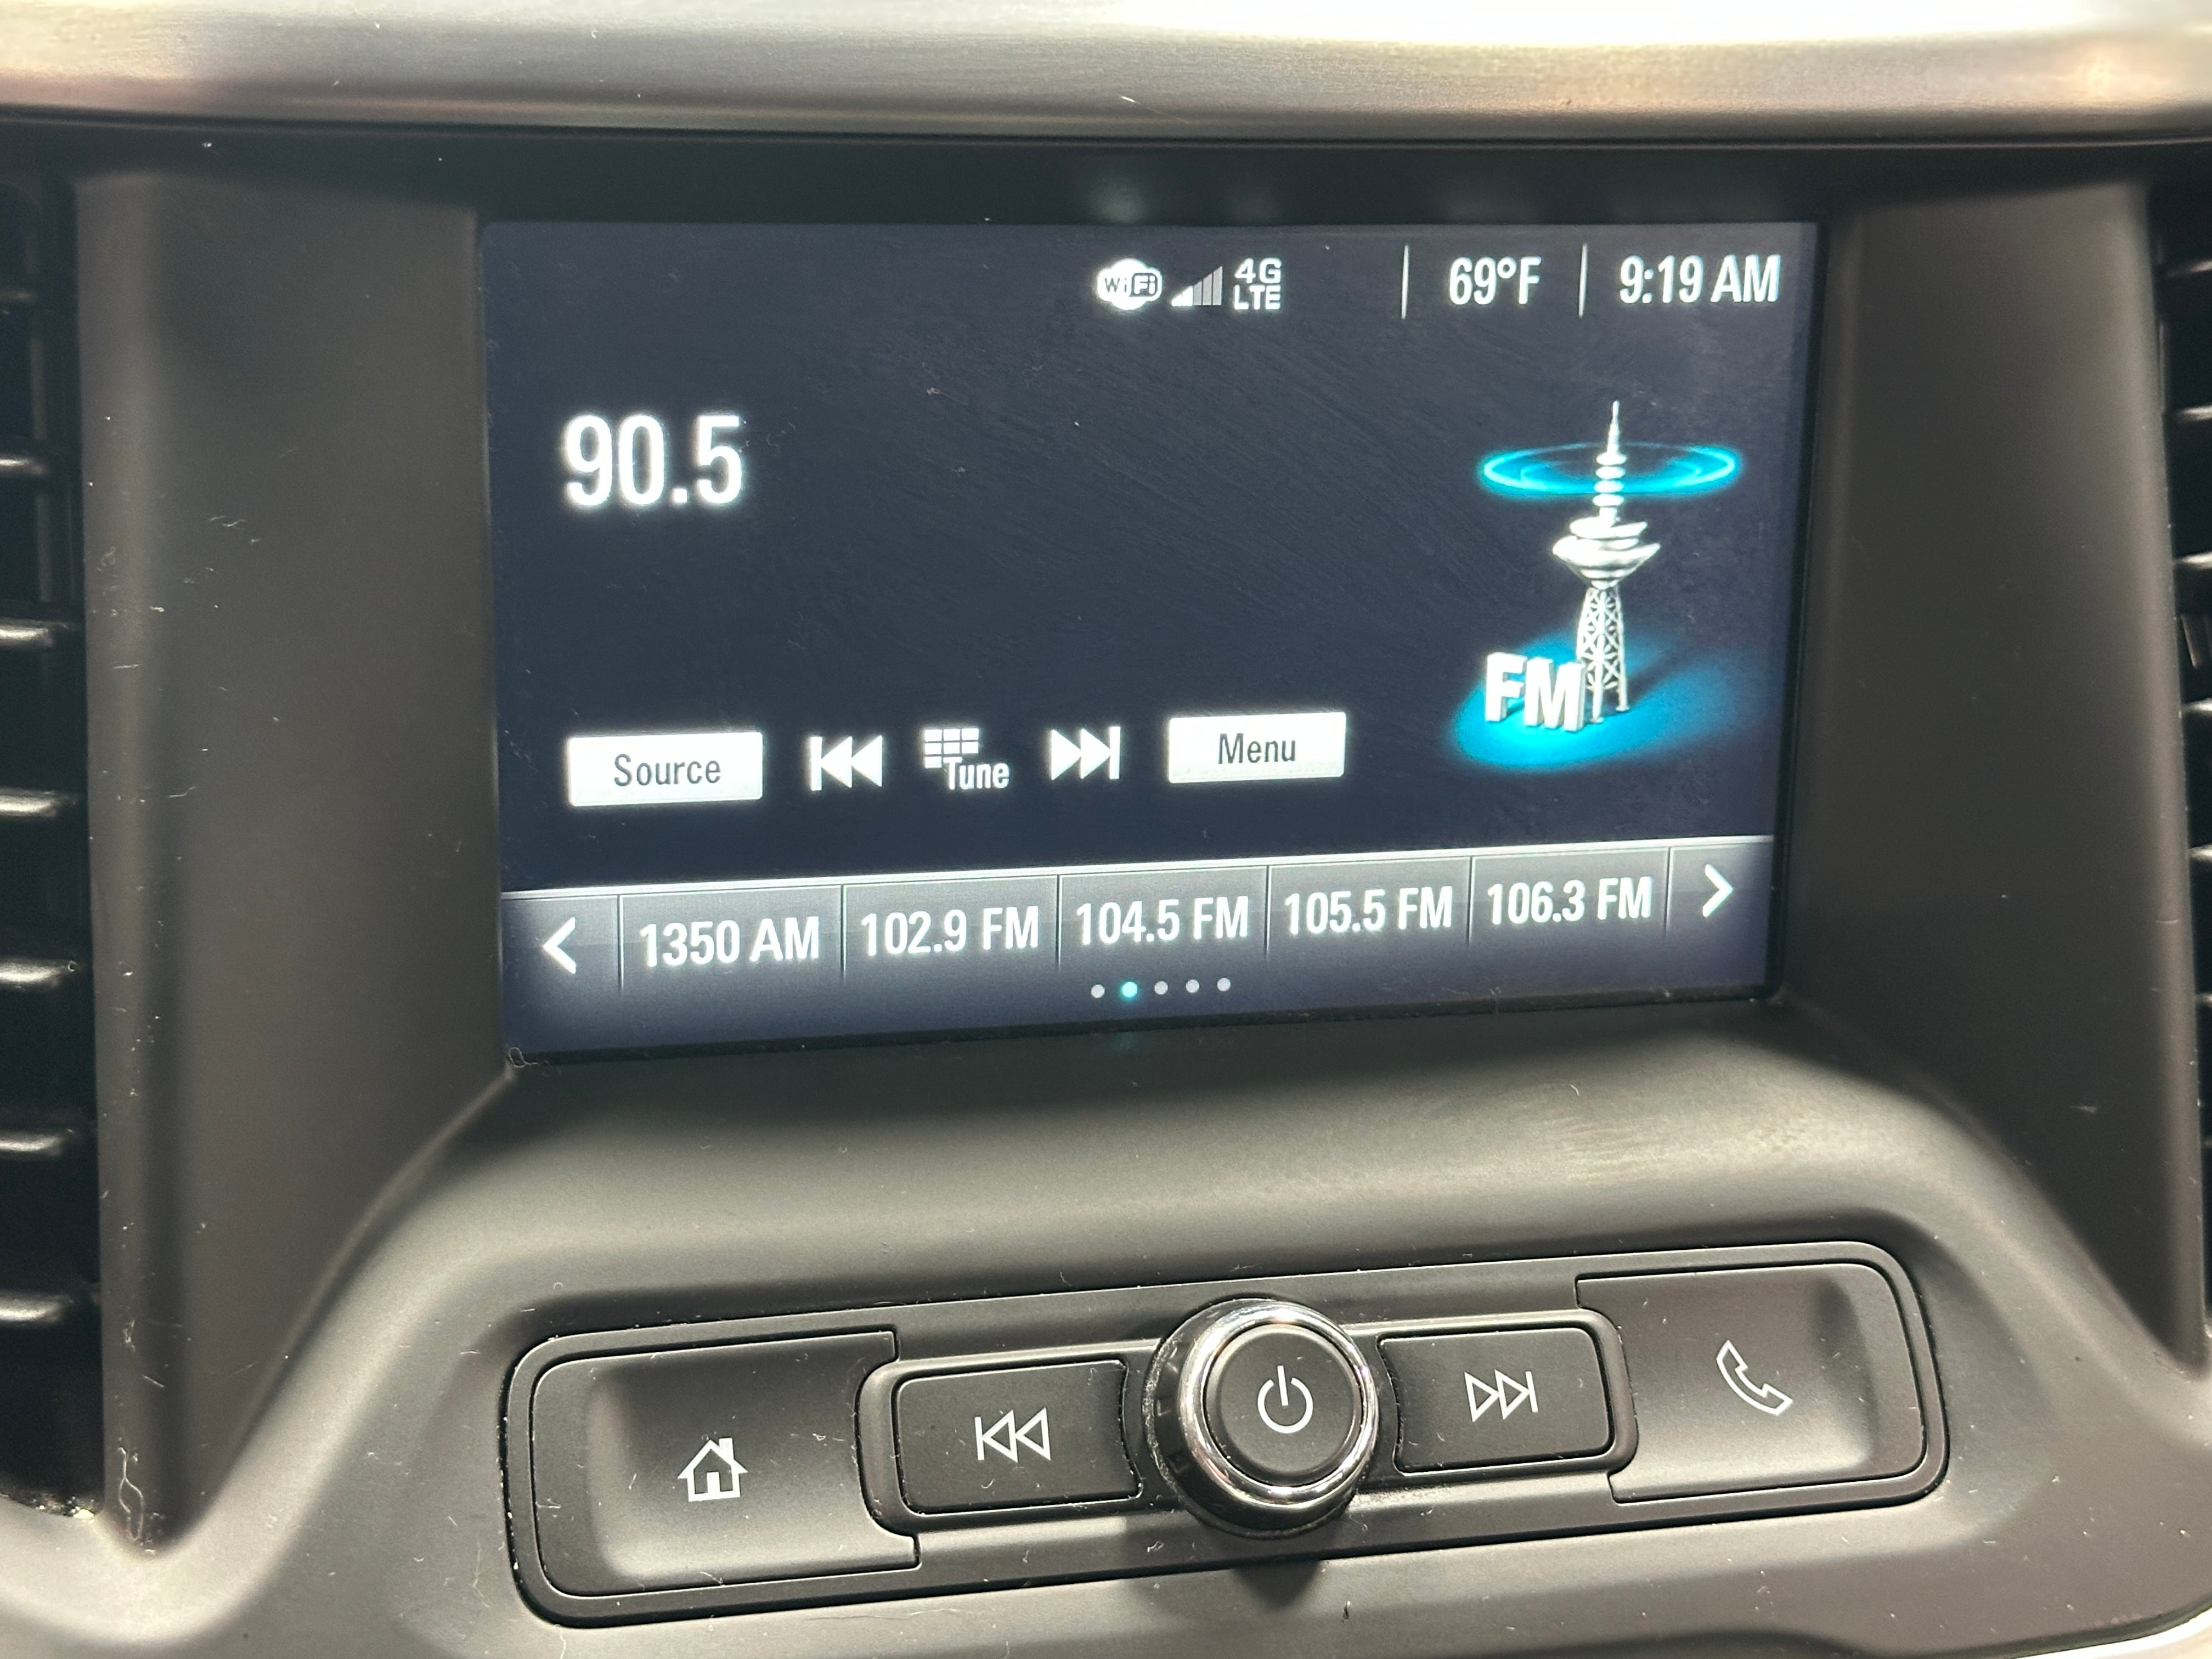 WiFi 4G LTE 69°F 9:19 AM
90.5
FM
Source Tune Menu
1350 AM 102.9 FM 104.5 FM 105.5 FM 106.3 FM